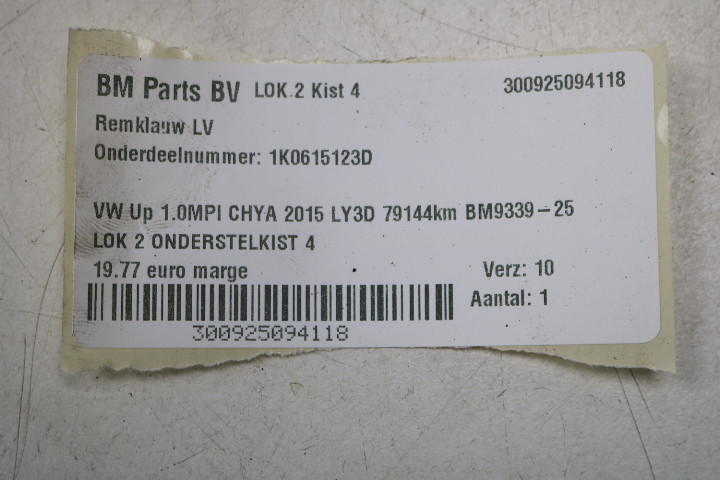 BM Parts BV LOK.2 Kist 4 300925094118
Remklauw LV
Onderdeelnummer: 1K0615123D
VW Up 1.0MPI CHYA 2015 LY3D 79144km BM9339-25
LOK 2 ONDERSTELKIST 4
19.77 euro marge Verz: 10
Aantal: 1
300925094118